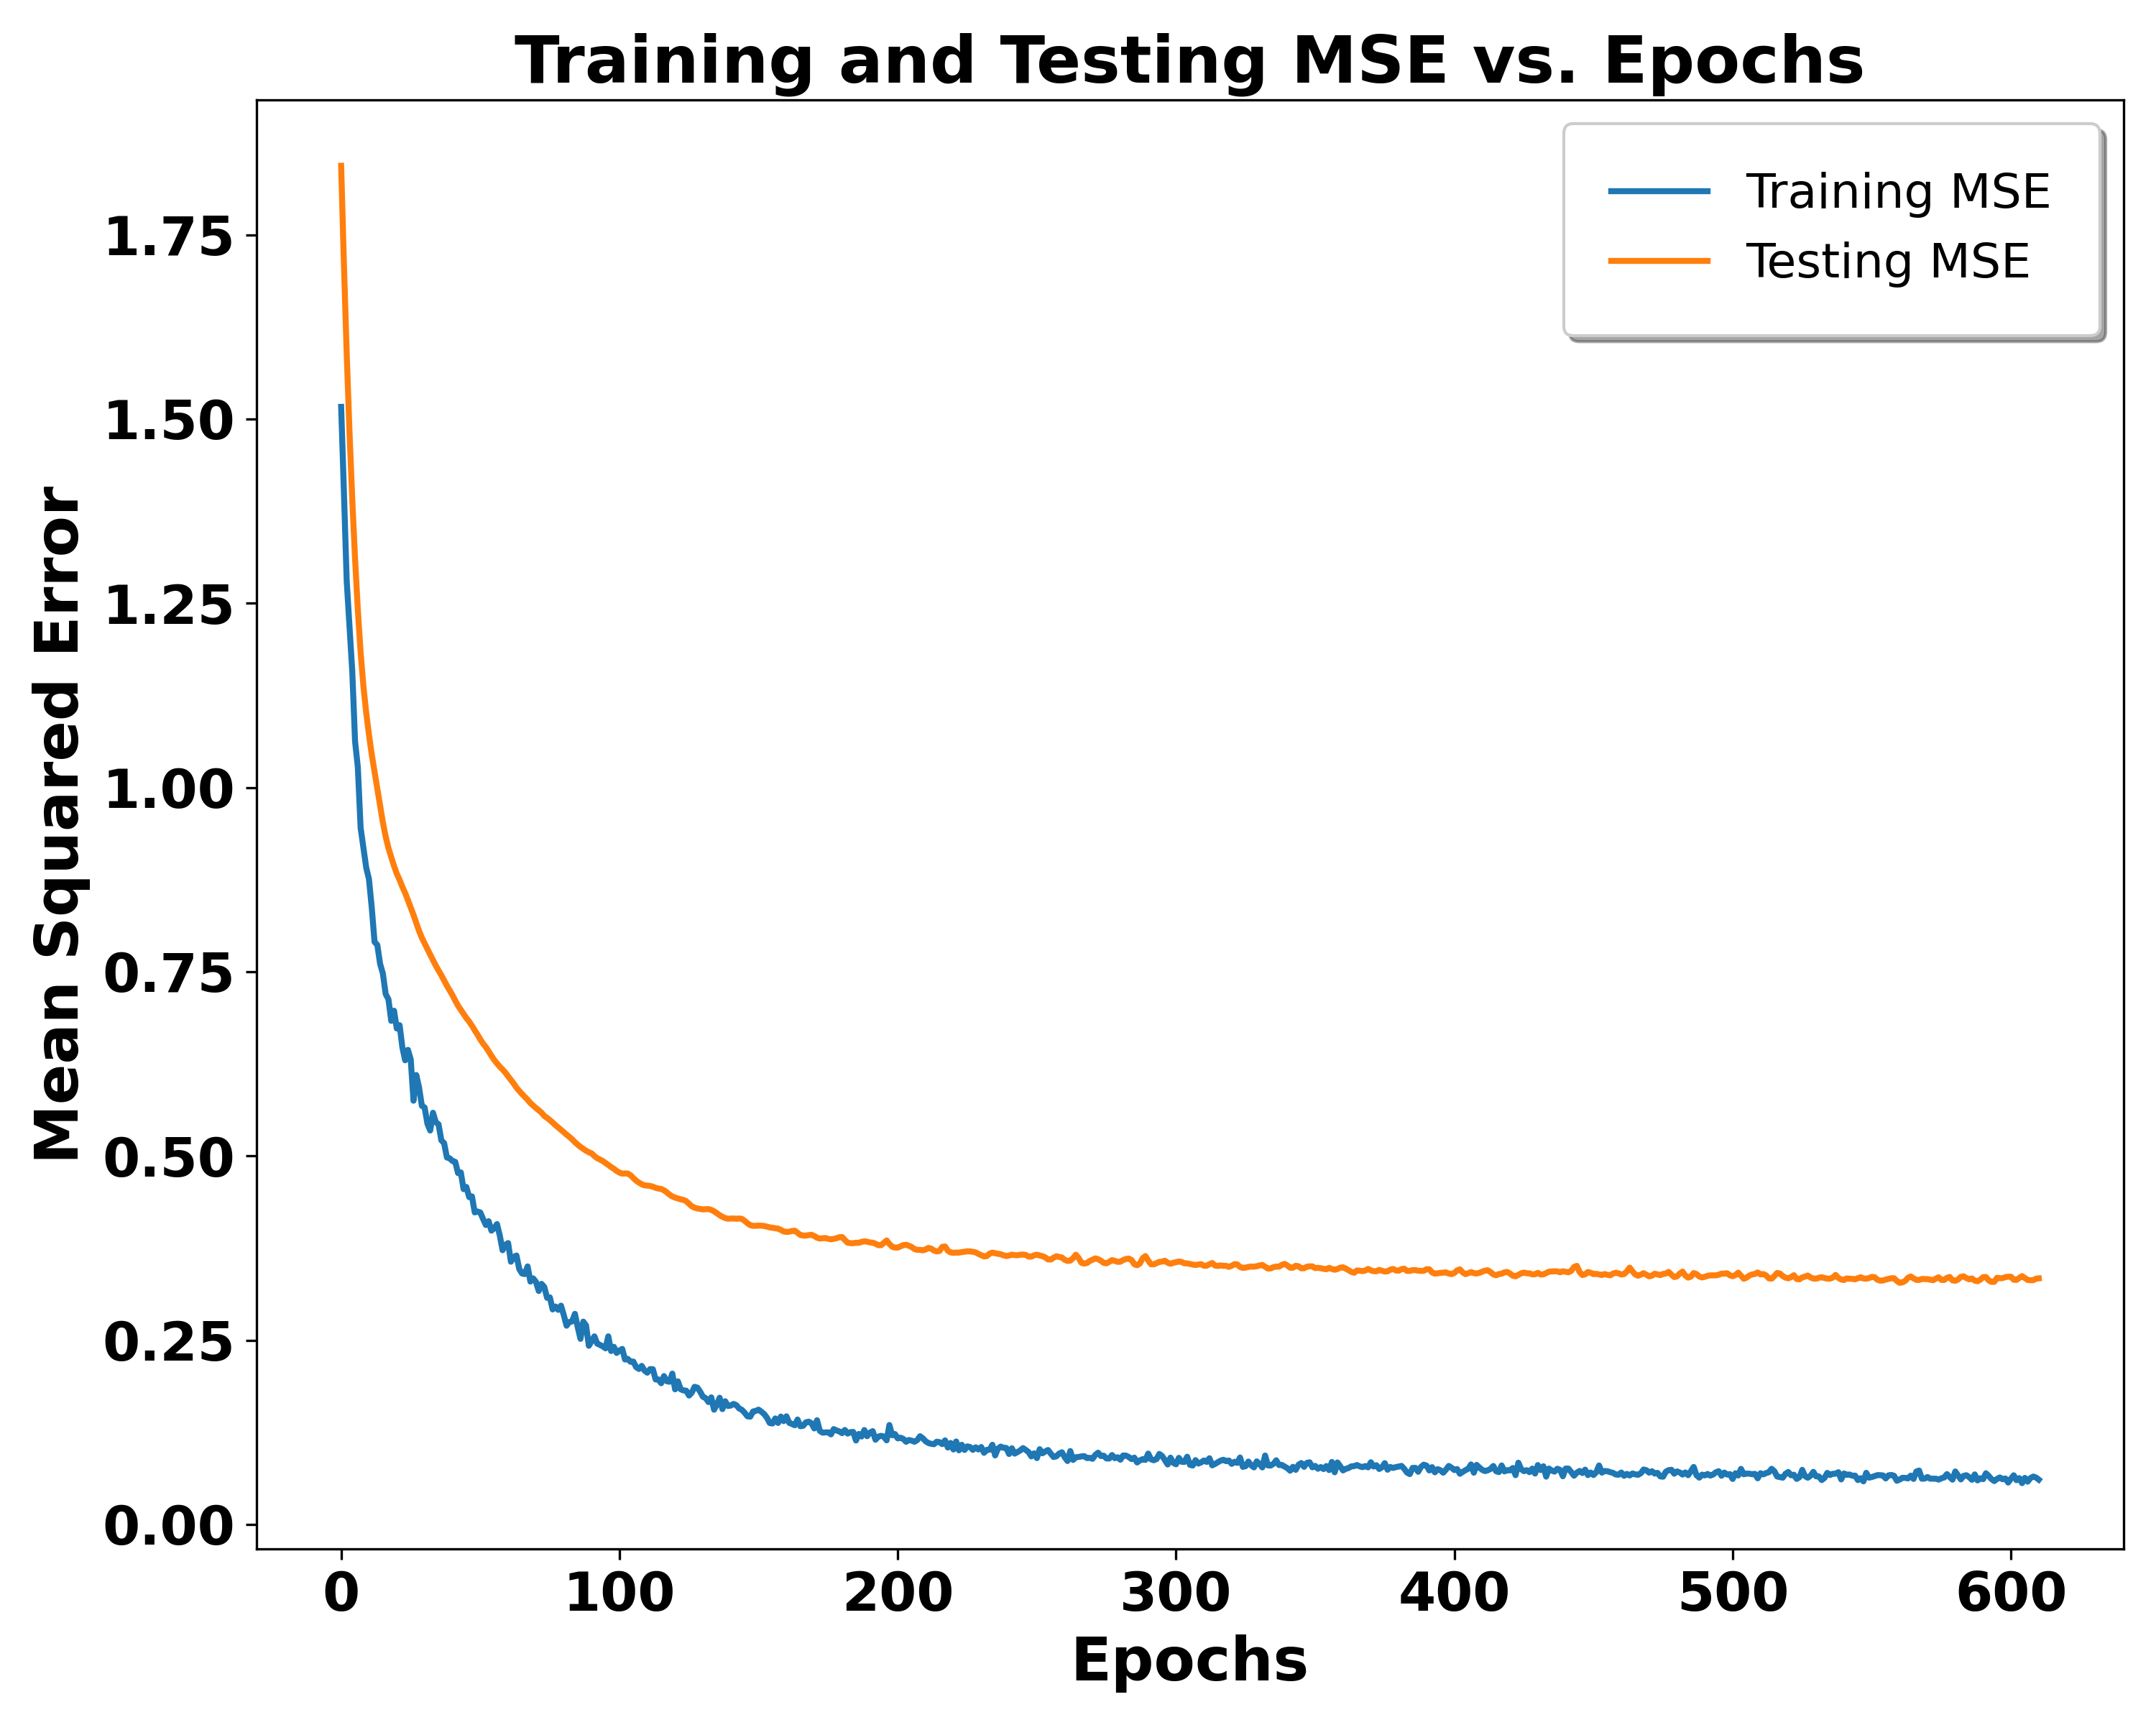 Training and Testing MSE vs. Epochs
Training MSE
Testing MSE
Mean Squared Error
1.75
1.50
1.25
1.00
0.75
0.50
0.25
0.00
0 100 200 300 400 500 600
Epochs